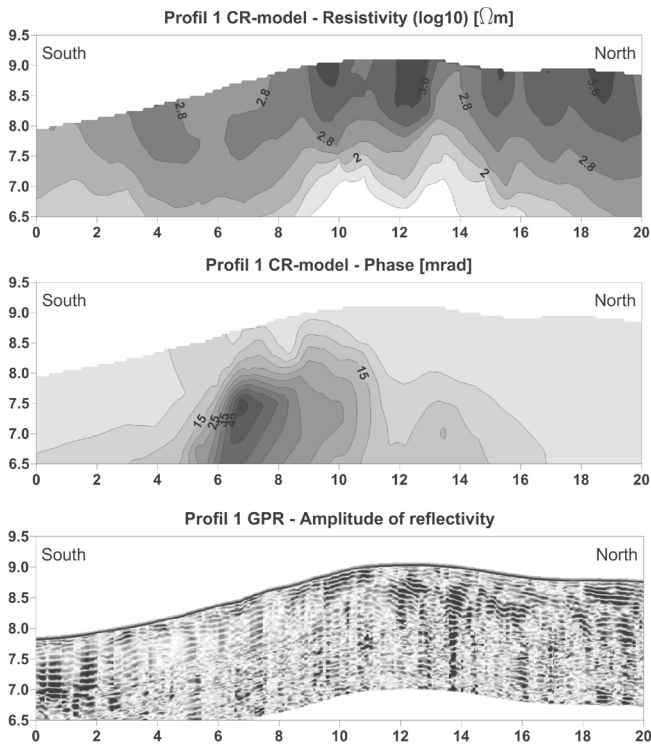 Profil 1 CR-model - Resistivity (log10) [Ωm]
9.5
South
North
9.0
8.5
8.0
7.5
7.0
6.5
2.8
2.8
2.8
2
3.6
2.8
2
3.6
2.8
0 2 4 6 8 10 12 14 16 18 20
Profil 1 CR-model - Phase [mrad]
9.5
South
North
9.0
8.5
8.0
7.5
7.0
6.5
15
25
35
45
15
0 2 4 6 8 10 12 14 16 18 20
Profil 1 GPR - Amplitude of reflectivity
9.5
South
North
9.0
8.5
8.0
7.5
7.0
6.5
0 2 4 6 8 10 12 14 16 18 20